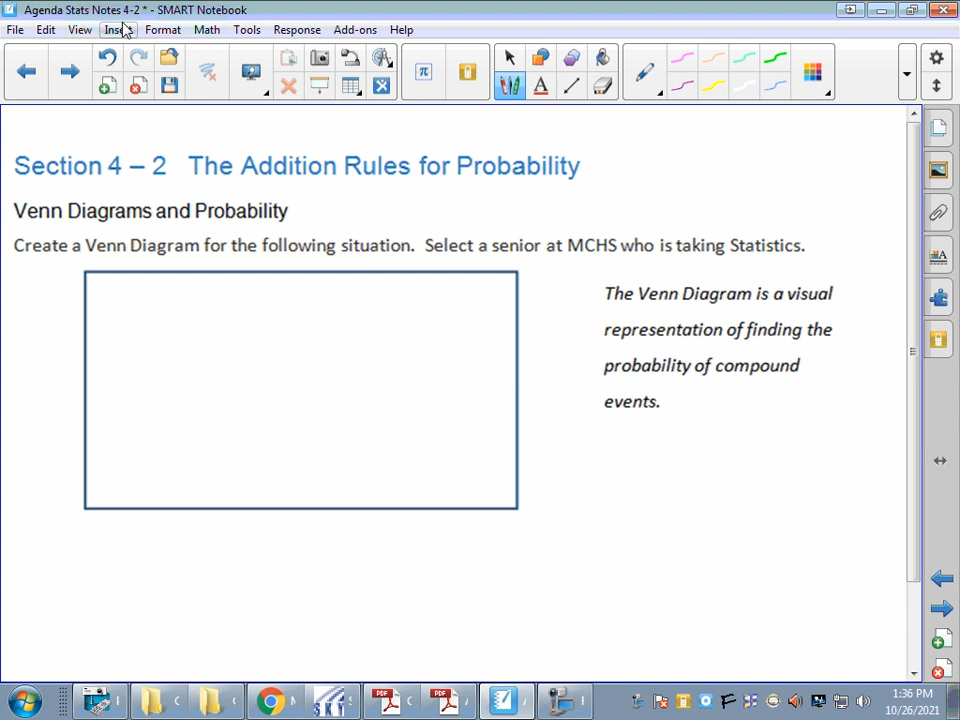 Agenda Stats Notes 4-2 * - SMART Notebook
File Edit View Insert Format Math Tools Response Add-ons Help
Section 4 – 2 The Addition Rules for Probability
Venn Diagrams and Probability
Create a Venn Diagram for the following situation. Select a senior at MCHS who is taking Statistics.
The Venn Diagram is a visual
representation of finding the
probability of compound
events.
1:36 PM
10/26/2021